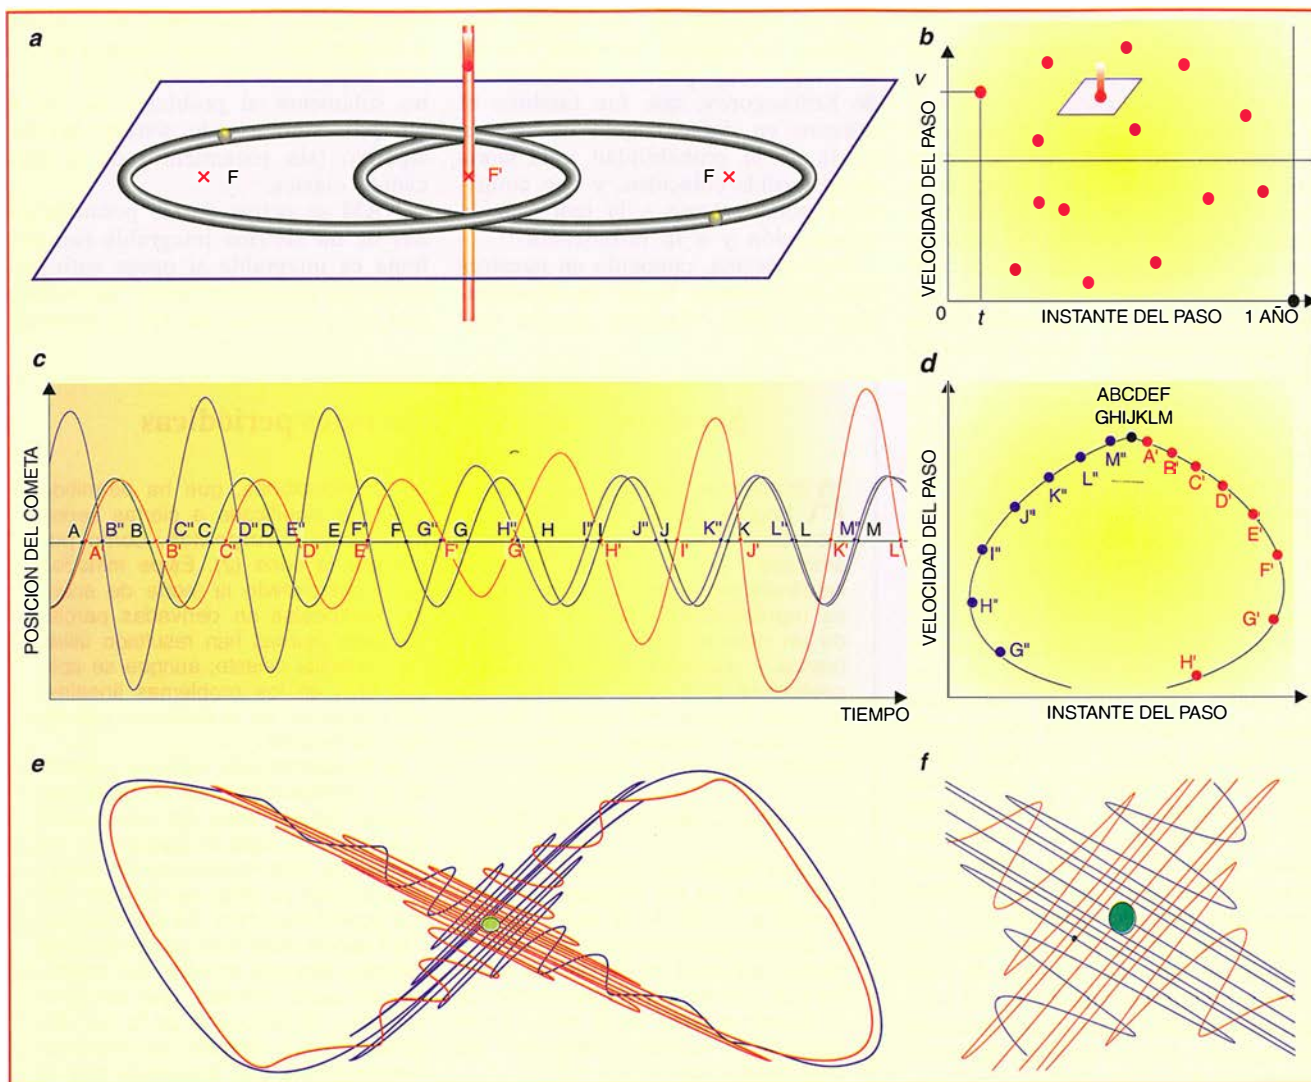 a
F
F'
F
b
v
VELOCIDAD DEL PASO
0
t
INSTANTE DEL PASO
1 AÑO
c
POSICION DEL COMETA
A B'' B C'' C D'' D E'' E F'' F G'' G H'' H I'' I J'' J K'' K L'' L M'' M
A' B' C' D' E' F' G' H' I' J' K' L'
TIEMPO
d
ABCDEF
GHIJKLM
M'' A'
L'' B'
K'' C'
J'' D'
I'' E'
H'' F'
G'' G'
H'
VELOCIDAD DEL PASO
INSTANTE DEL PASO
e
f